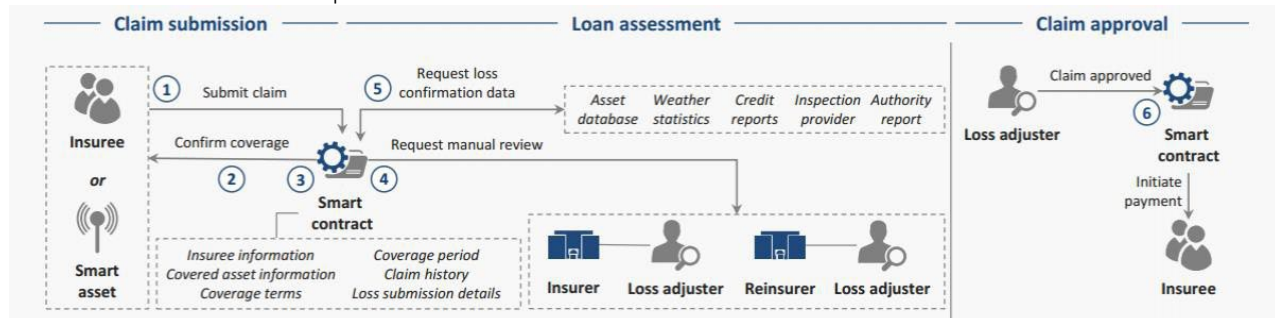 Claim submission
Loan assessment
Claim approval
1
Submit claim
5
Request loss
confirmation data
Asset
database
Weather
statistics
Credit
reports
Inspection
provider
Authority
report
Insuree
or
Smart
asset
Confirm coverage
2
3
4
Request manual review
Smart
contract
Insuree information
Covered asset information
Coverage terms
Coverage period
Claim history
Loss submission details
Insurer
Loss adjuster
Reinsurer
Loss adjuster
Loss adjuster
Claim approved
6
Smart
contract
Initiate
payment
Insuree